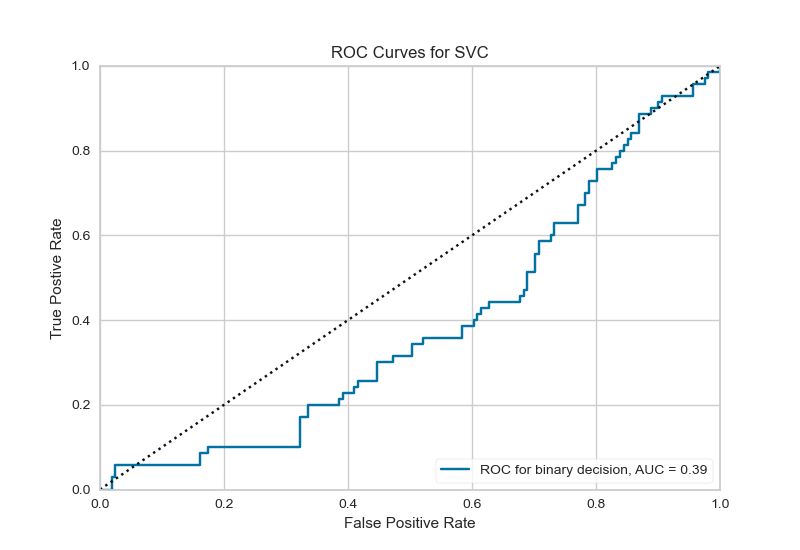 ROC Curves for SVC
1.0
0.8
0.6
0.4
0.2
0.0
True Postive Rate
ROC for binary decision, AUC = 0.39
0.0 0.2 0.4 0.6 0.8 1.0
False Positive Rate